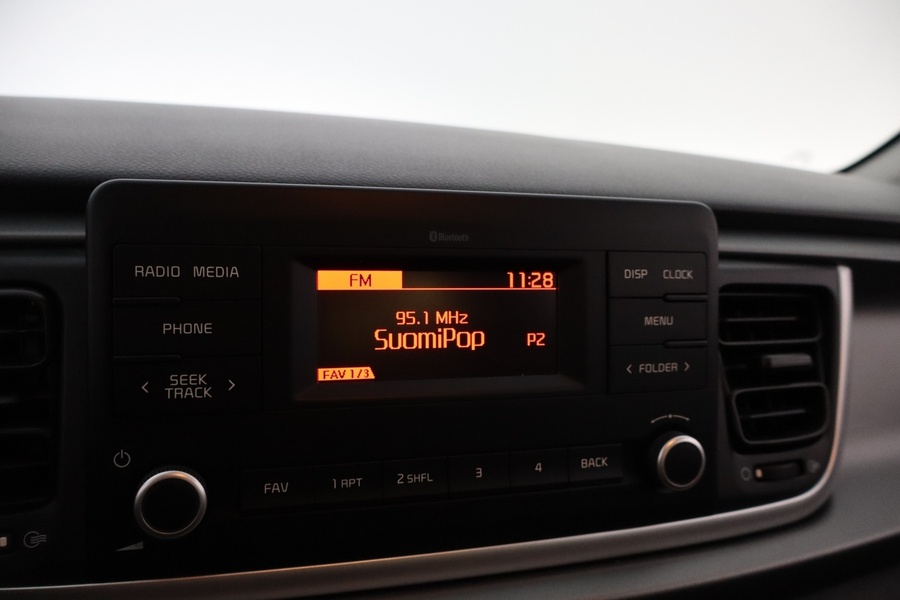 Bluetooth
RADIO MEDIA
PHONE
< SEEK TRACK >
FM 11:28
95.1 MHz
SuomiPop P2
FAV 1/3
DISP CLOCK
MENU
< FOLDER >
FAV 1 RPT 2 SHFL 3 4 BACK